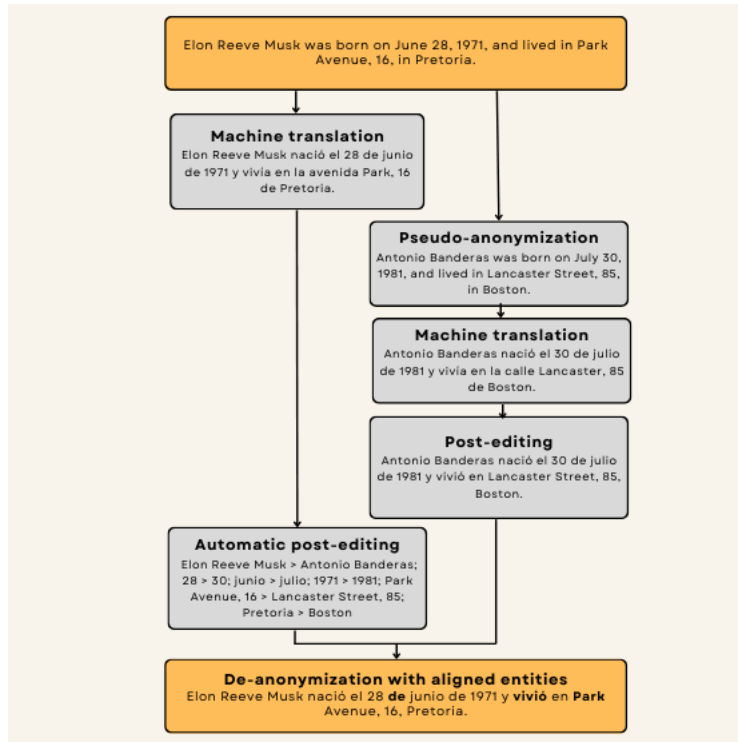 Elon Reeve Musk was born on June 28, 1971, and lived in Park
Avenue, 16, in Pretoria.
Machine translation
Elon Reeve Musk nació el 28 de junio
de 1971 y vivía en la avenida Park, 16
de Pretoria.
Pseudo-anonymization
Antonio Banderas was born on July 30,
1981, and lived in Lancaster Street, 85,
in Boston.
Machine translation
Antonio Banderas nació el 30 de julio
de 1981 y vivía en la calle Lancaster, 85
de Boston.
Post-editing
Antonio Banderas nació el 30 de julio
de 1981 y vivió en Lancaster Street, 85,
Boston.
Automatic post-editing
Elon Reeve Musk > Antonio Banderas;
28 > 30; junio > julio; 1971 > 1981; Park
Avenue, 16 > Lancaster Street, 85;
Pretoria > Boston
De-anonymization with aligned entities
Elon Reeve Musk nació el 28 de junio de 1971 y vivió en Park
Avenue, 16, Pretoria.